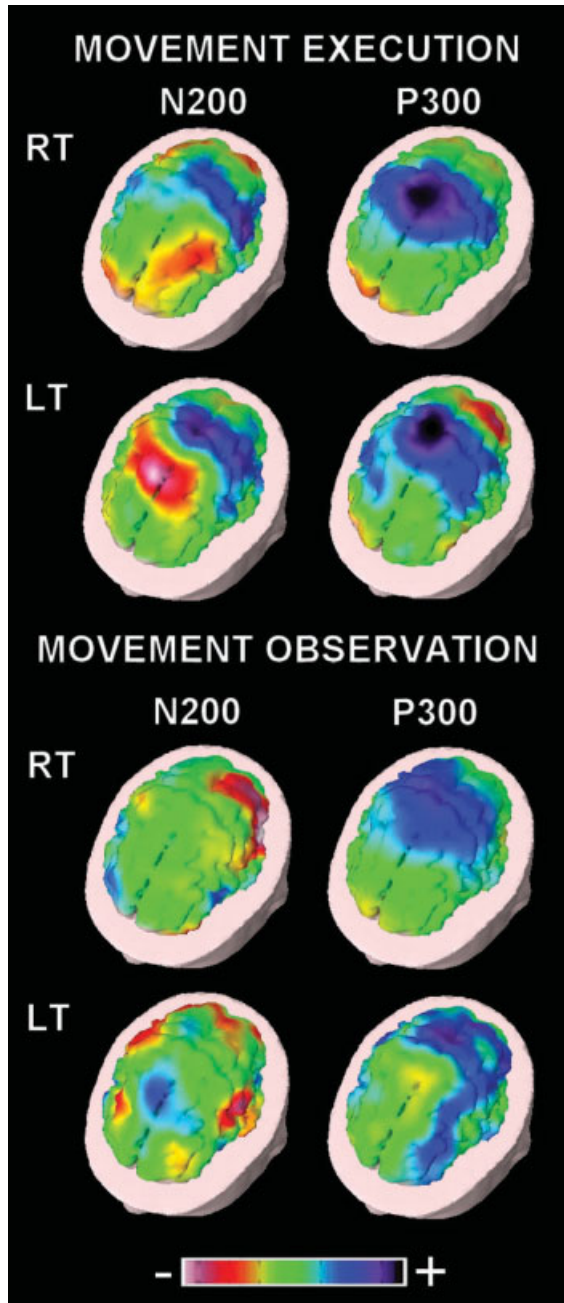 MOVEMENT EXECUTION
N200 P300
RT
LT
MOVEMENT OBSERVATION
N200 P300
RT
LT
- +